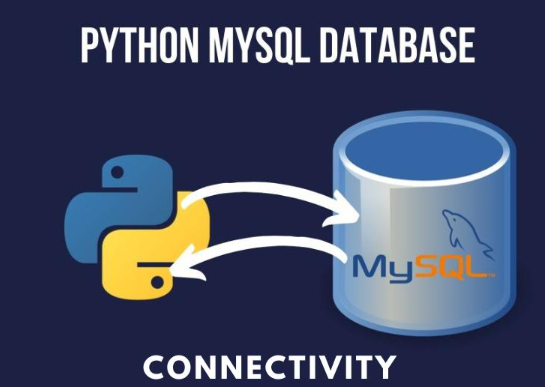 PYTHON MYSQL DATABASE
MySQL
CONNECTIVITY